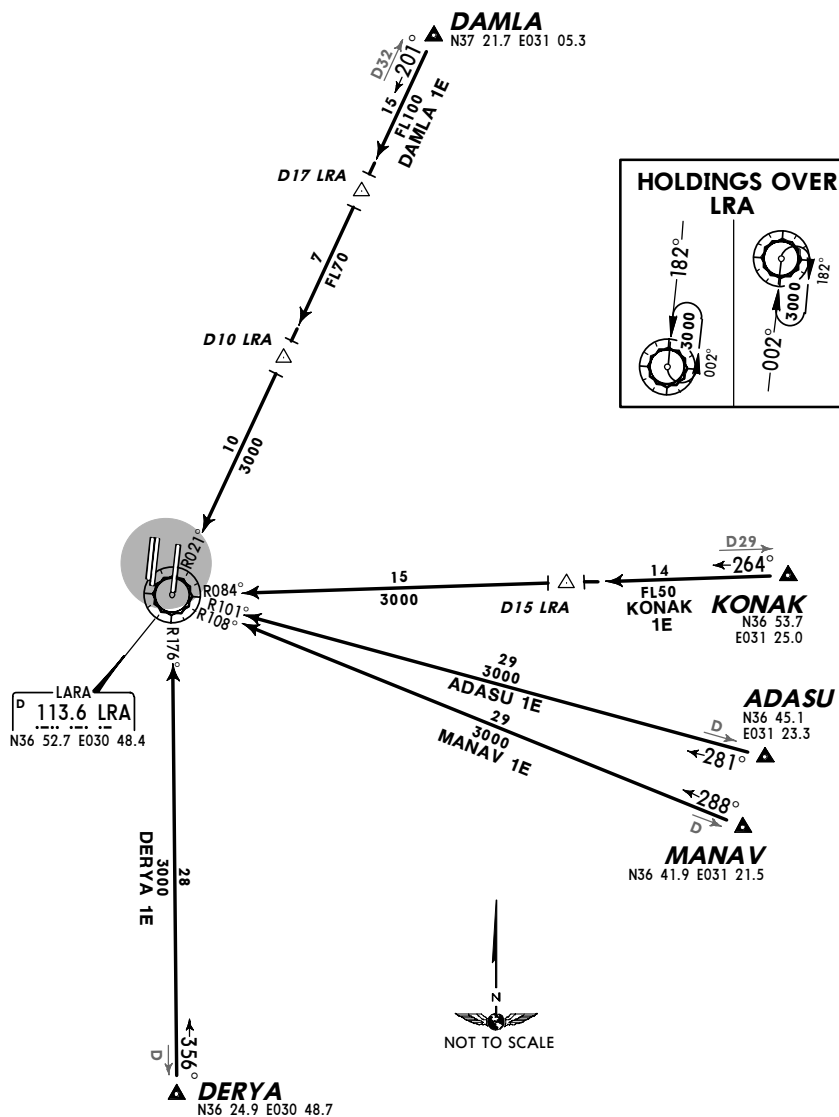 DAMLA
N37 21.7 E031 05.3
D32
201°
15
FL100
DAMLA 1E
D17 LRA
7
FL70
D10 LRA
10
3000
HOLDINGS OVER
LRA
182°
3000
002°
182°
3000
002°
R021°
R084°
R101°
R108°
R176°
15
3000
D15 LRA
14
FL50
KONAK
1E
D29
264°
KONAK
N36 53.7
E031 25.0
LARA
D 113.6 LRA
N36 52.7 E030 48.4
29
3000
ADASU 1E
D
281°
ADASU
N36 45.1
E031 23.3
29
3000
MANAV 1E
288°
D
MANAV
N36 41.9 E031 21.5
28
3000
DERYA 1E
D
356°
DERYA
N36 24.9 E030 48.7
N
NOT TO SCALE